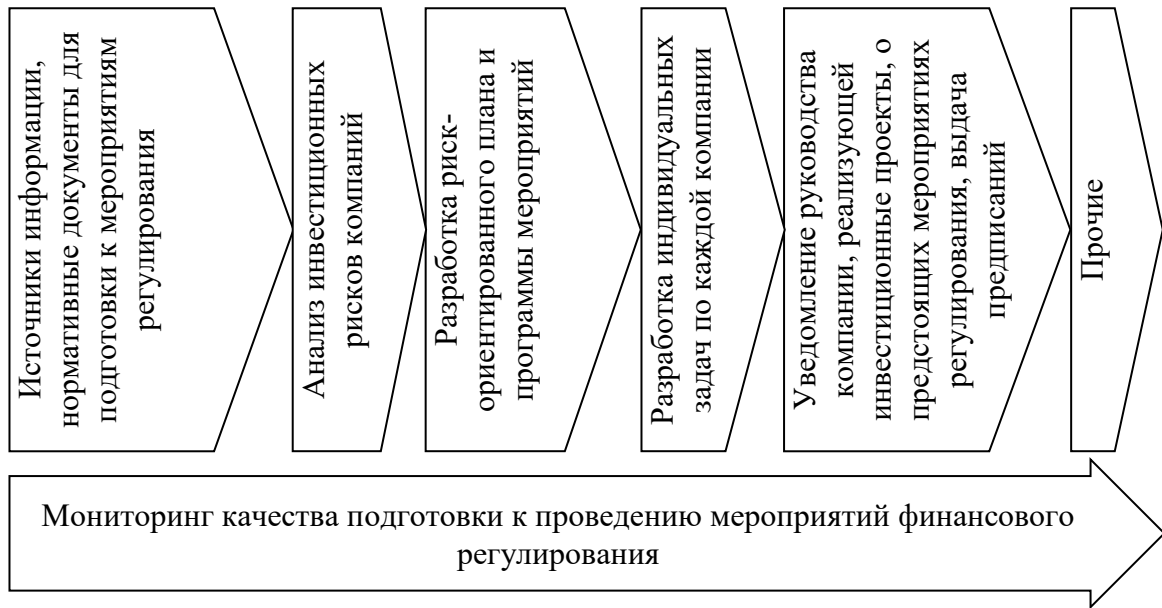 Источники информации,
нормативные документы для
подготовки к мероприятиям
регулирования
Анализ инвестиционных
рисков компаний
Разработка риск-
ориентированного плана и
программы мероприятий
Разработка индивидуальных
задач по каждой компании
Уведомление руководства
компании, реализующей
инвестиционные проекты, о
предстоящих мероприятиях
регулирования, выдача
предписаний
Прочие
Мониторинг качества подготовки к проведению мероприятий финансового
регулирования